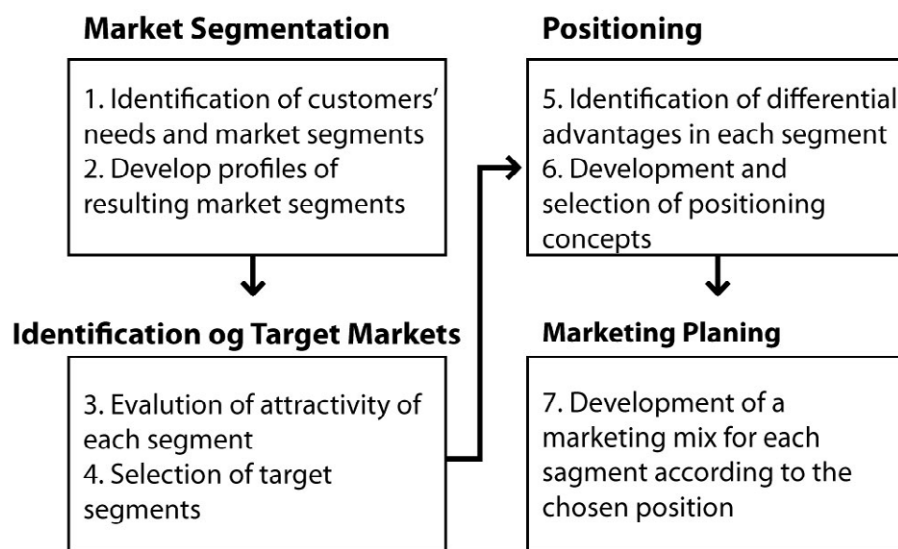 Market Segmentation
1. Identification of customers'
needs and market segments
2. Develop profiles of
resulting market segments
Identification og Target Markets
3. Evalution of attractivity of
each segment
4. Selection of target
segments
Positioning
5. Identification of differential
advantages in each segment
6. Development and
selection of positioning
concepts
Marketing Planing
7. Development of a
marketing mix for each
sagment according to the
chosen position